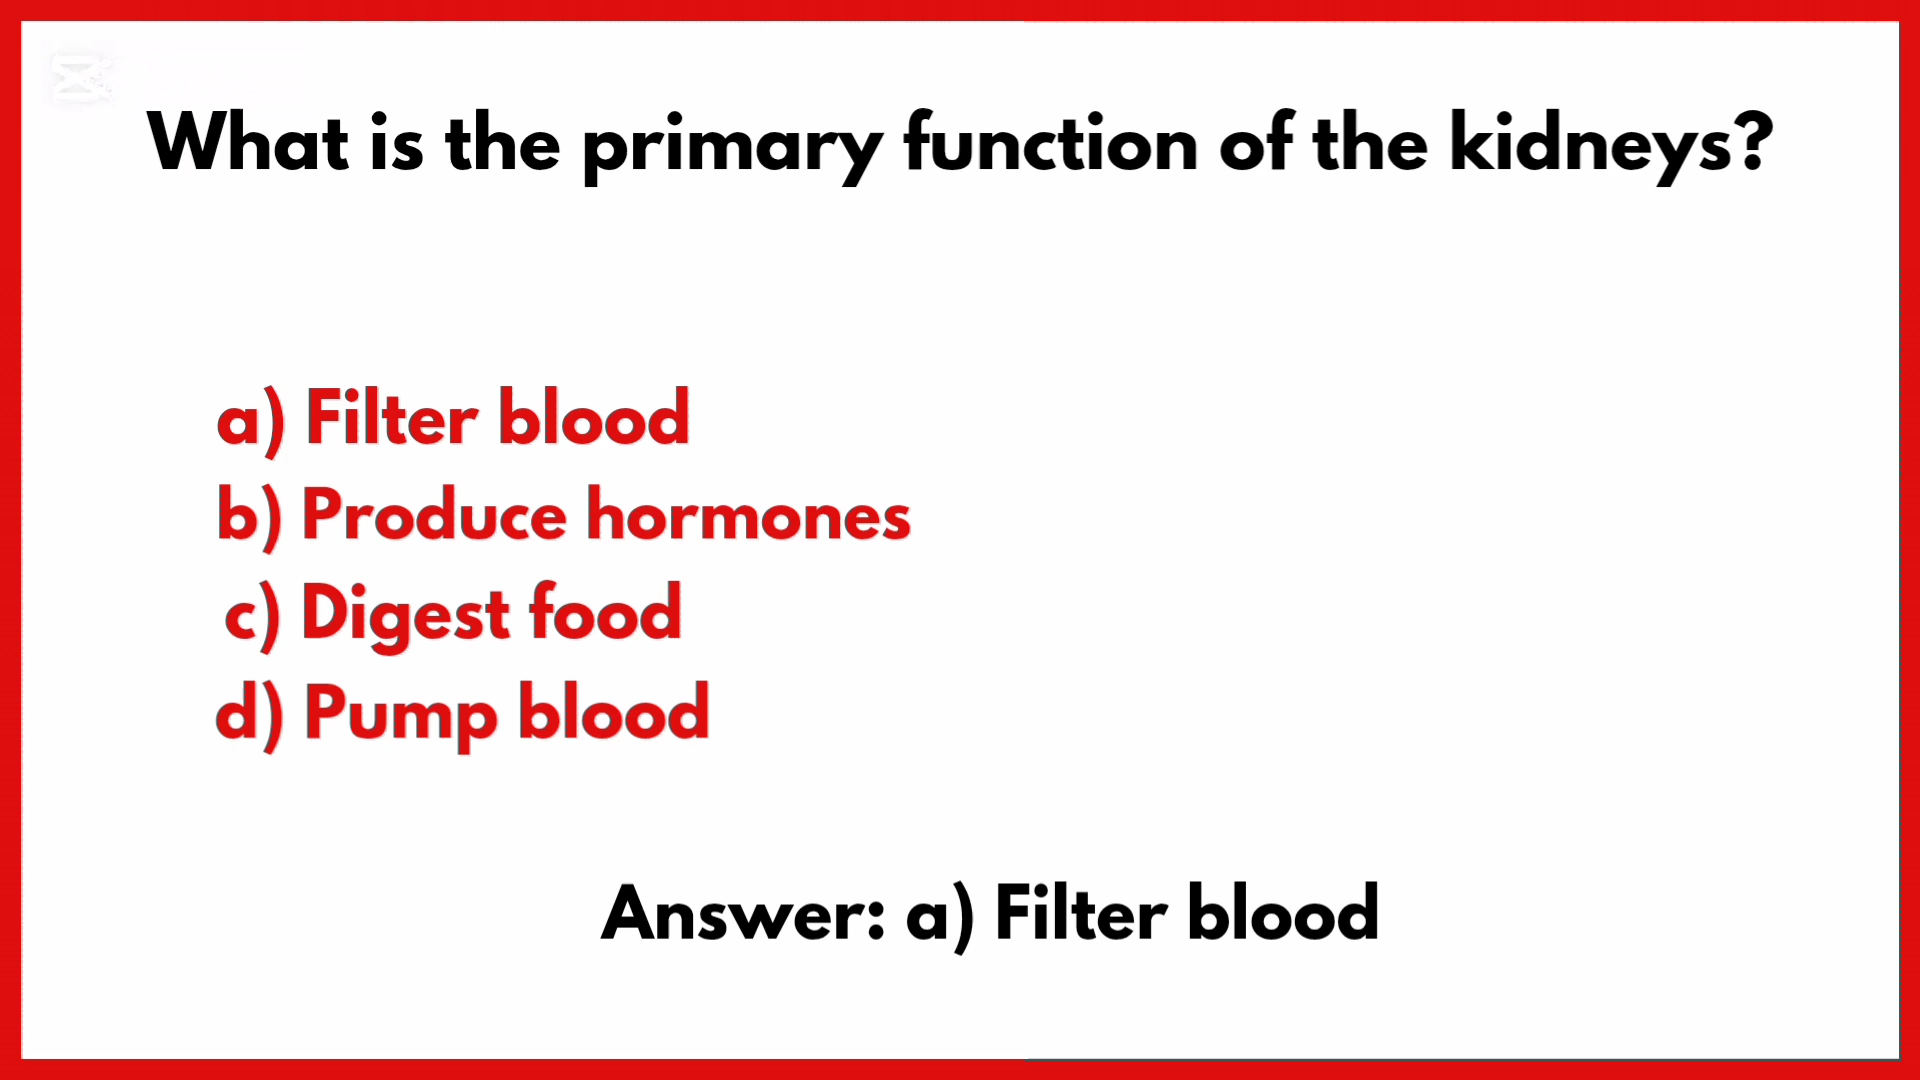 What is the primary function of the kidneys?
a) Filter blood
b) Produce hormones
c) Digest food
d) Pump blood
Answer: a) Filter blood